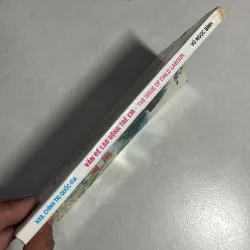 VŨ NGỌC BÌNH
VẤN ĐỀ LAO ĐỘNG TRẺ EM - THE ISSUE OF CHILD LABOUR
NXB. CHÍNH TRỊ QUỐC GIA